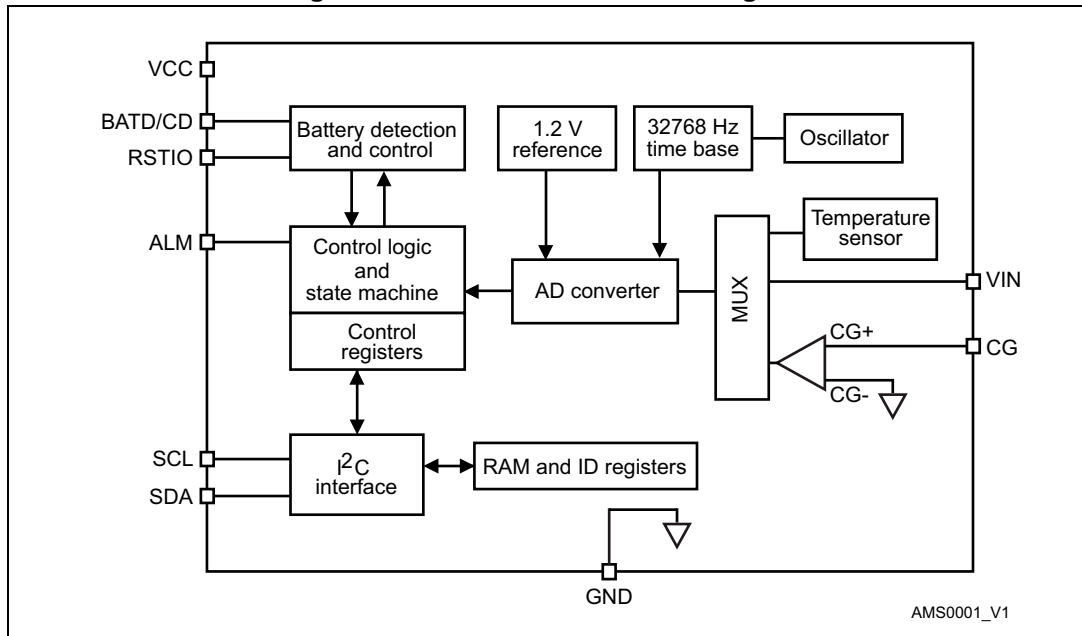 VCC
BATD/CD
RSTIO
ALM
SCL
SDA
Battery detection
and control
1.2 V
reference
32768 Hz
time base
Oscillator
Control logic
and
state machine
Control
registers
AD converter
MUX
Temperature
sensor
VIN
CG+
CG
CG-
I2C
interface
RAM and ID registers
GND
AMS0001_V1